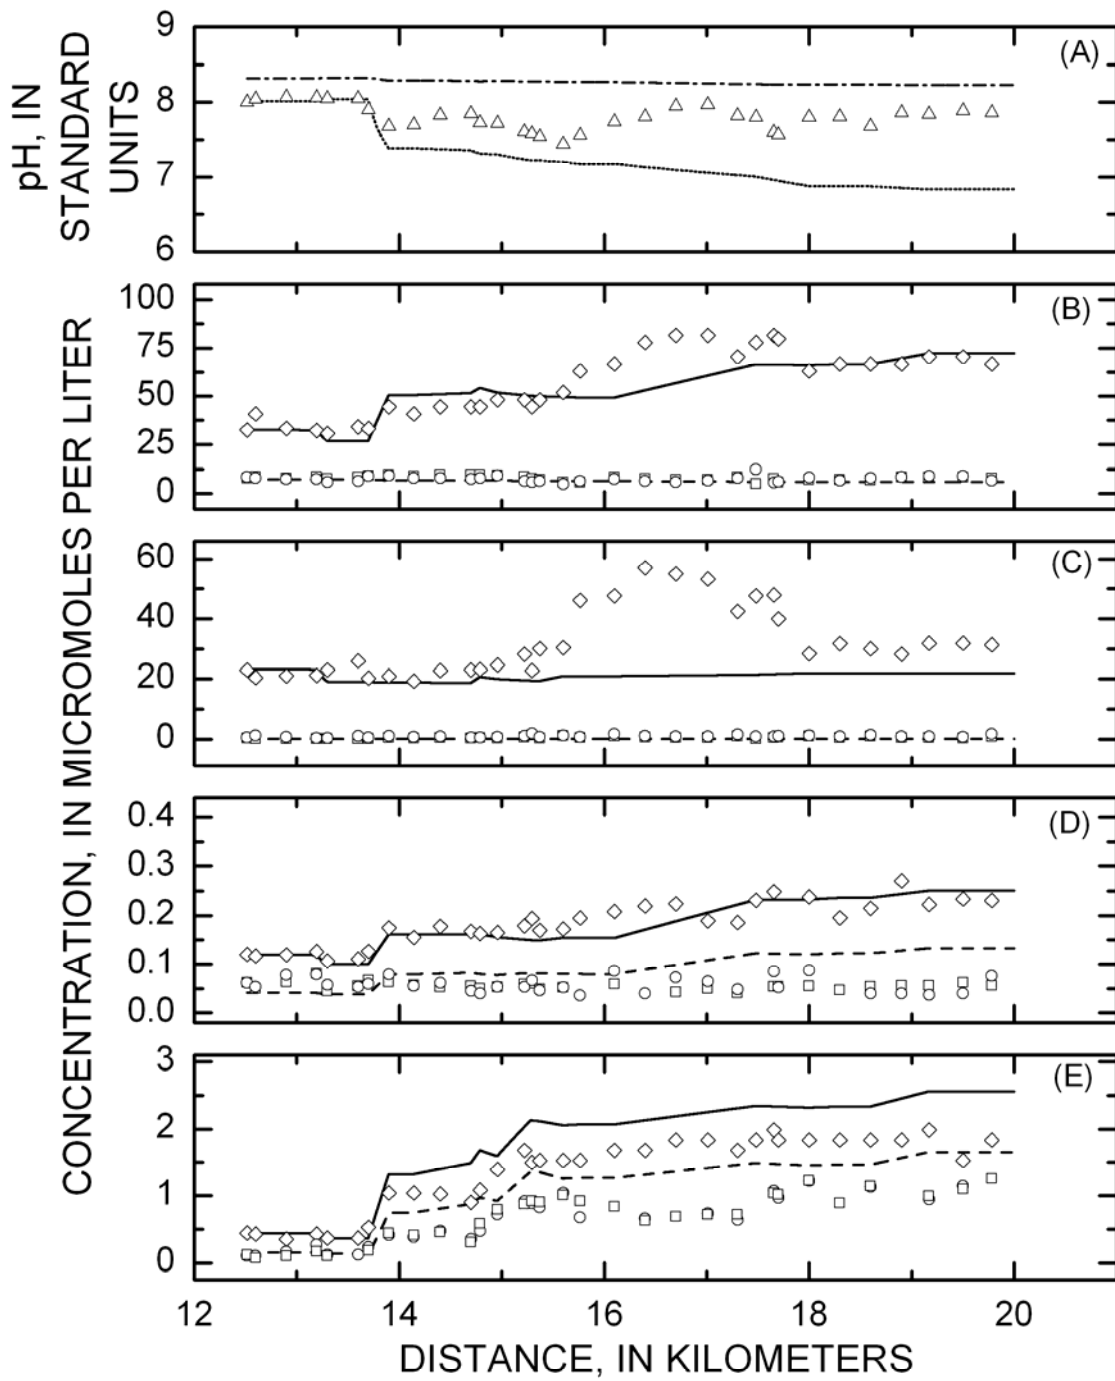 pH, IN
STANDARD
UNITS
9
8
7
6
(A)
CONCENTRATION, IN MICROMOLES PER LITER
100
75
50
25
0
(B)
60
40
20
0
(C)
0.4
0.3
0.2
0.1
0.0
(D)
3
2
1
0
(E)
12 14 16 18 20
DISTANCE, IN KILOMETERS